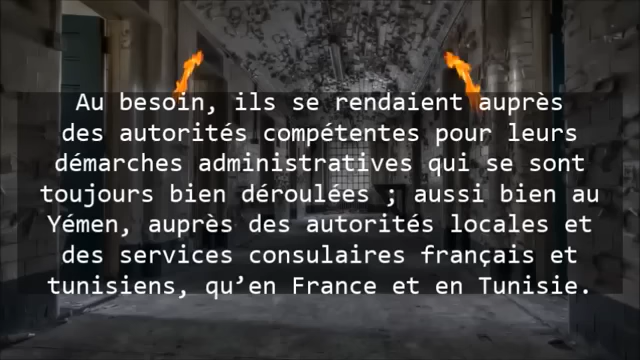 Au besoin, ils se rendaient auprès
des autorités compétentes pour leurs
démarches administratives qui se sont
toujours bien déroulées ; aussi bien au
Yémen, auprès des autorités locales et
des services consulaires français et
tunisiens, qu’en France et en Tunisie.